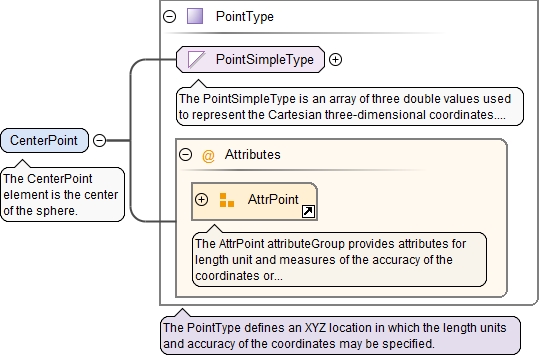 PointType
PointSimpleType
The PointSimpleType is an array of three double values used
to represent the Cartesian three-dimensional coordinates....
CenterPoint
The CenterPoint
element is the center
of the sphere.
@ Attributes
AttrPoint
The AttrPoint attributeGroup provides attributes for
length unit and measures of the accuracy of the
coordinates or...
The PointType defines an XYZ location in which the length units
and accuracy of the coordinates may be specified.